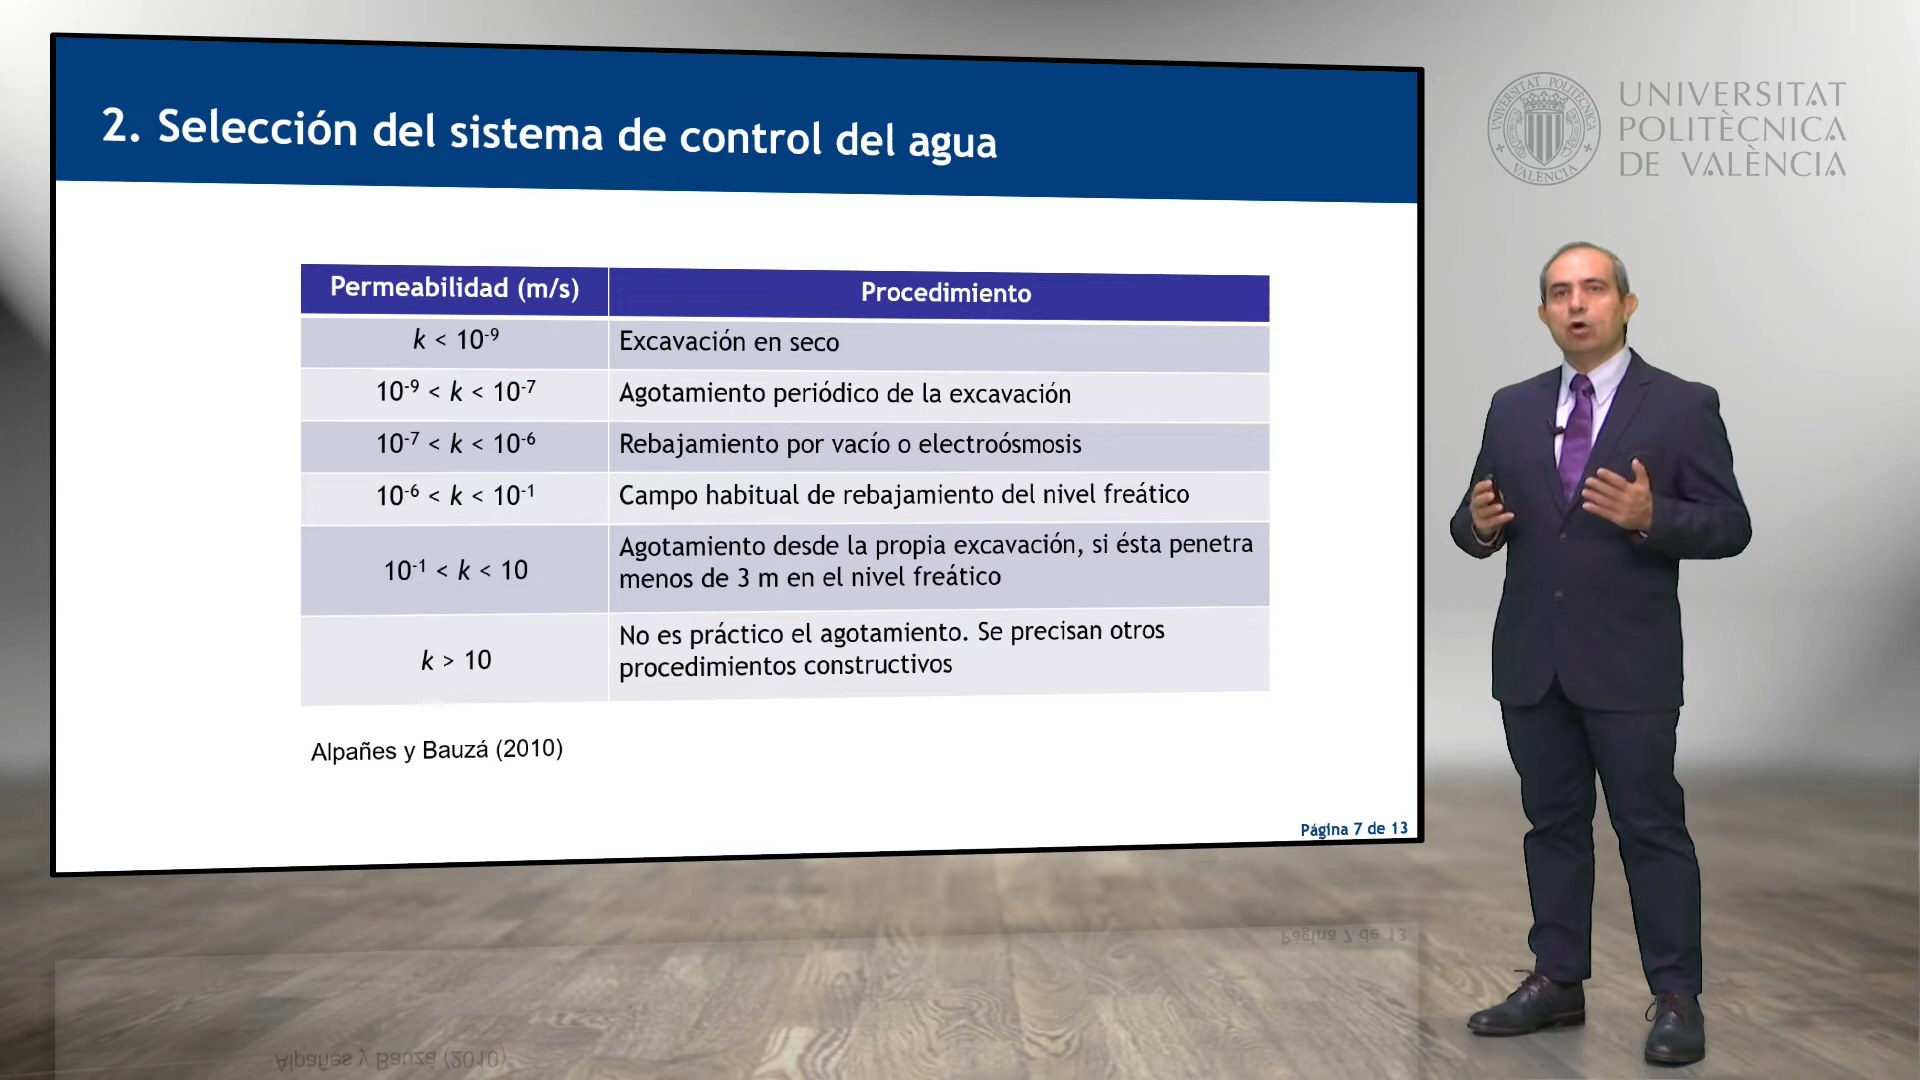 2. Selección del sistema de control del agua
UNIVERSITAT
POLITÈCNICA
DE VALÈNCIA
Permeabilidad (m/s) Procedimiento
k < 10⁻⁹ Excavación en seco
10⁻⁹ < k < 10⁻⁷ Agotamiento periódico de la excavación
10⁻⁷ < k < 10⁻⁶ Rebajamiento por vacío o electroósmosis
10⁻⁶ < k < 10⁻¹ Campo habitual de rebajamiento del nivel freático
10⁻¹ < k < 10 Agotamiento desde la propia excavación, si ésta penetra
menos de 3 m en el nivel freático
k > 10 No es práctico el agotamiento. Se precisan otros
procedimientos constructivos
Alpañes y Bauzá (2010)
Página 7 de 13